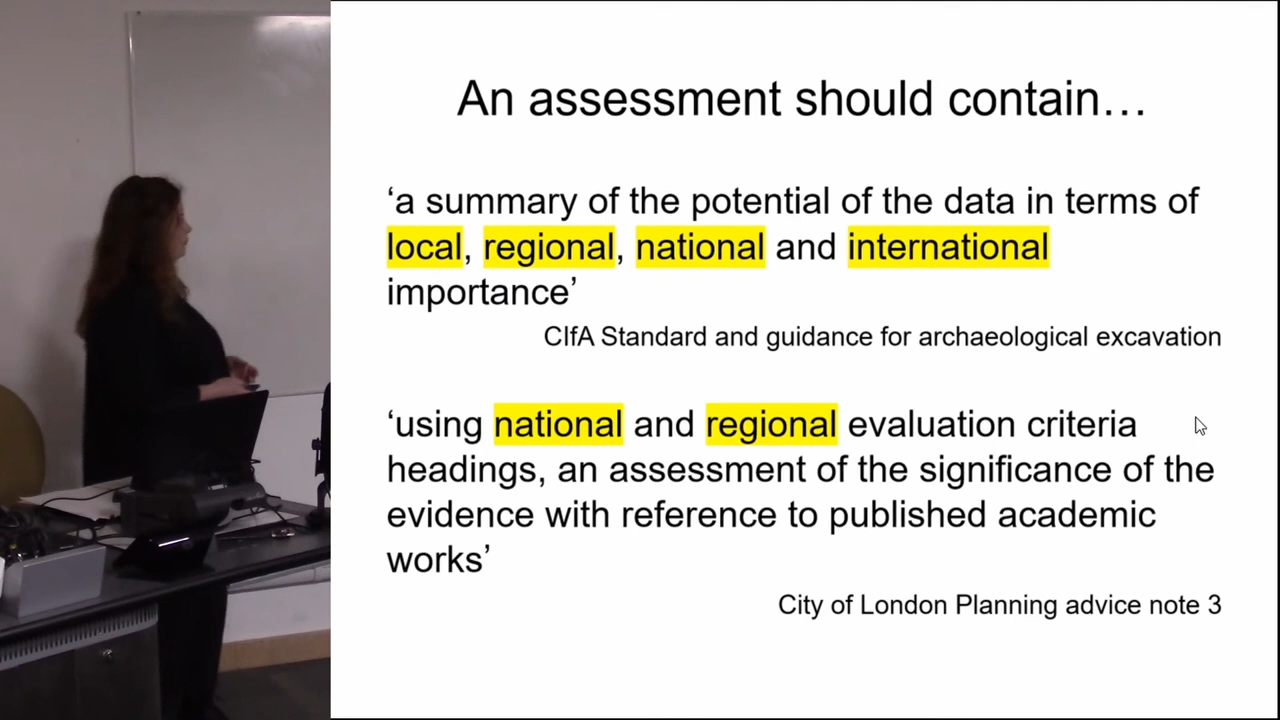 An assessment should contain…
‘a summary of the potential of the data in terms of
local, regional, national and international
importance’
CIfA Standard and guidance for archaeological excavation
‘using national and regional evaluation criteria
headings, an assessment of the significance of the
evidence with reference to published academic
works’
City of London Planning advice note 3